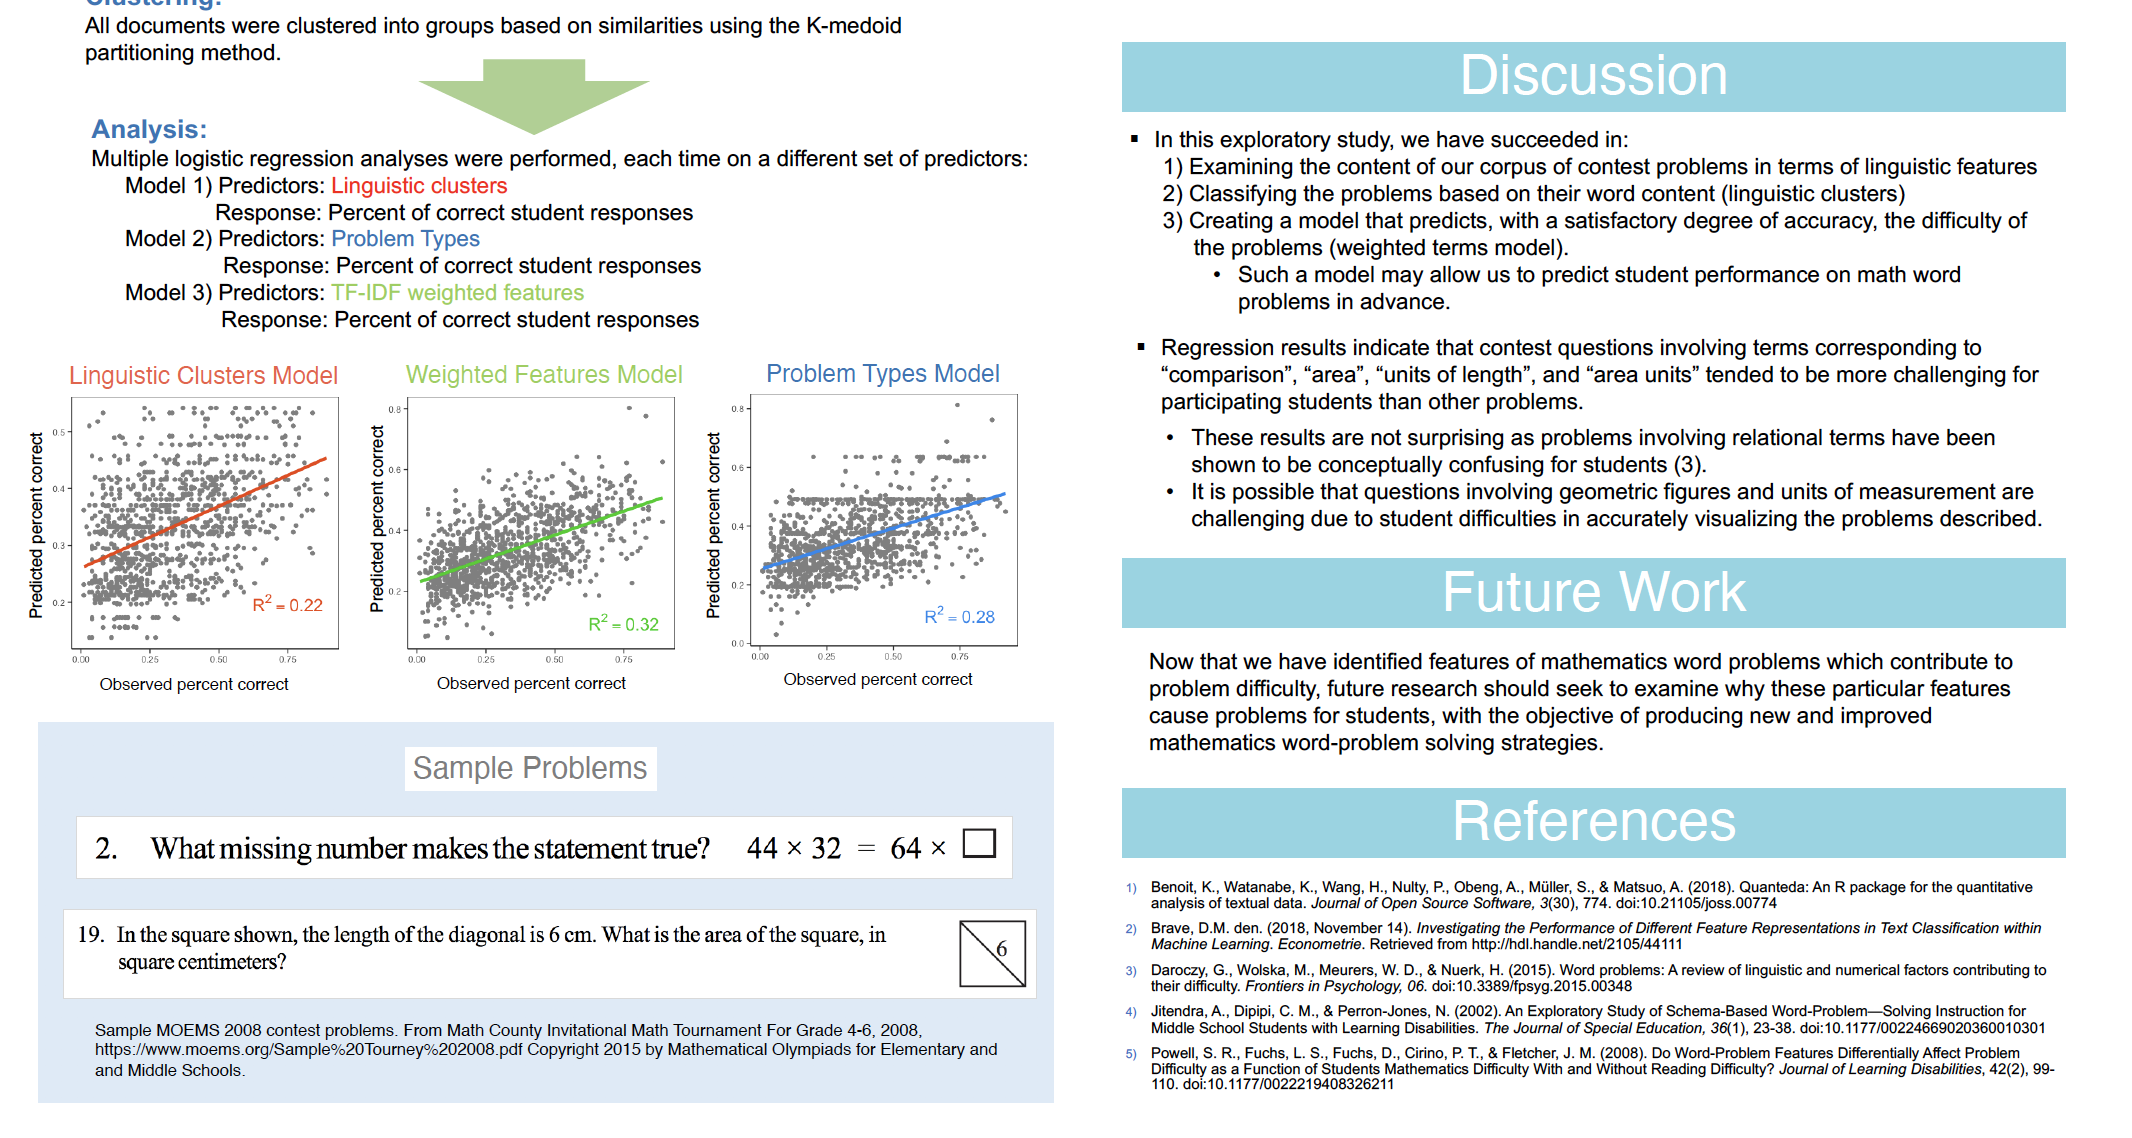 Clustering:
All documents were clustered into groups based on similarities using the K-medoid
partitioning method.
Analysis:
Multiple logistic regression analyses were performed, each time on a different set of predictors:
Model 1) Predictors: Linguistic clusters
Response: Percent of correct student responses
Model 2) Predictors: Problem Types
Response: Percent of correct student responses
Model 3) Predictors: TF-IDF weighted features
Response: Percent of correct student responses
Linguistic Clusters Model
Predicted percent correct
0.5
0.4
0.3
0.2
R² = 0.22
0.00 0.25 0.50 0.75
Observed percent correct
Weighted Features Model
Predicted percent correct
0.8
0.6
0.4
0.2
R² = 0.32
0.00 0.25 0.50 0.75
Observed percent correct
Problem Types Model
Predicted percent correct
0.8
0.6
0.4
0.2
0.0
R² = 0.28
0.00 0.25 0.50 0.75
Observed percent correct
Sample Problems
2. What missing number makes the statement true? 44 × 32 = 64 × □
19. In the square shown, the length of the diagonal is 6 cm. What is the area of the square, in
square centimeters?
6
Sample MOEMS 2008 contest problems. From Math County Invitational Math Tournament For Grade 4-6, 2008,
https://www.moems.org/Sample%20Tourney%202008.pdf Copyright 2015 by Mathematical Olympiads for Elementary and
and Middle Schools.
Discussion
▪ In this exploratory study, we have succeeded in:
1) Examining the content of our corpus of contest problems in terms of linguistic features
2) Classifying the problems based on their word content (linguistic clusters)
3) Creating a model that predicts, with a satisfactory degree of accuracy, the difficulty of
the problems (weighted terms model).
• Such a model may allow us to predict student performance on math word
problems in advance.
▪ Regression results indicate that contest questions involving terms corresponding to
“comparison”, “area”, “units of length”, and “area units” tended to be more challenging for
participating students than other problems.
• These results are not surprising as problems involving relational terms have been
shown to be conceptually confusing for students (3).
• It is possible that questions involving geometric figures and units of measurement are
challenging due to student difficulties in accurately visualizing the problems described.
Future Work
Now that we have identified features of mathematics word problems which contribute to
problem difficulty, future research should seek to examine why these particular features
cause problems for students, with the objective of producing new and improved
mathematics word-problem solving strategies.
References
1) Benoit, K., Watanabe, K., Wang, H., Nulty, P., Obeng, A., Müller, S., & Matsuo, A. (2018). Quanteda: An R package for the quantitative
analysis of textual data. Journal of Open Source Software, 3(30), 774. doi:10.21105/joss.00774
2) Brave, D.M. den. (2018, November 14). Investigating the Performance of Different Feature Representations in Text Classification within
Machine Learning. Econometrie. Retrieved from http://hdl.handle.net/2105/44111
3) Daroczy, G., Wolska, M., Meurers, W. D., & Nuerk, H. (2015). Word problems: A review of linguistic and numerical factors contributing to
their difficulty. Frontiers in Psychology, 06. doi:10.3389/fpsyg.2015.00348
4) Jitendra, A., Dipipi, C. M., & Perron-Jones, N. (2002). An Exploratory Study of Schema-Based Word-Problem—Solving Instruction for
Middle School Students with Learning Disabilities. The Journal of Special Education, 36(1), 23-38. doi:10.1177/00224669020360010301
5) Powell, S. R., Fuchs, L. S., Fuchs, D., Cirino, P. T., & Fletcher, J. M. (2008). Do Word-Problem Features Differentially Affect Problem
Difficulty as a Function of Students Mathematics Difficulty With and Without Reading Difficulty? Journal of Learning Disabilities, 42(2), 99-
110. doi:10.1177/0022219408326211